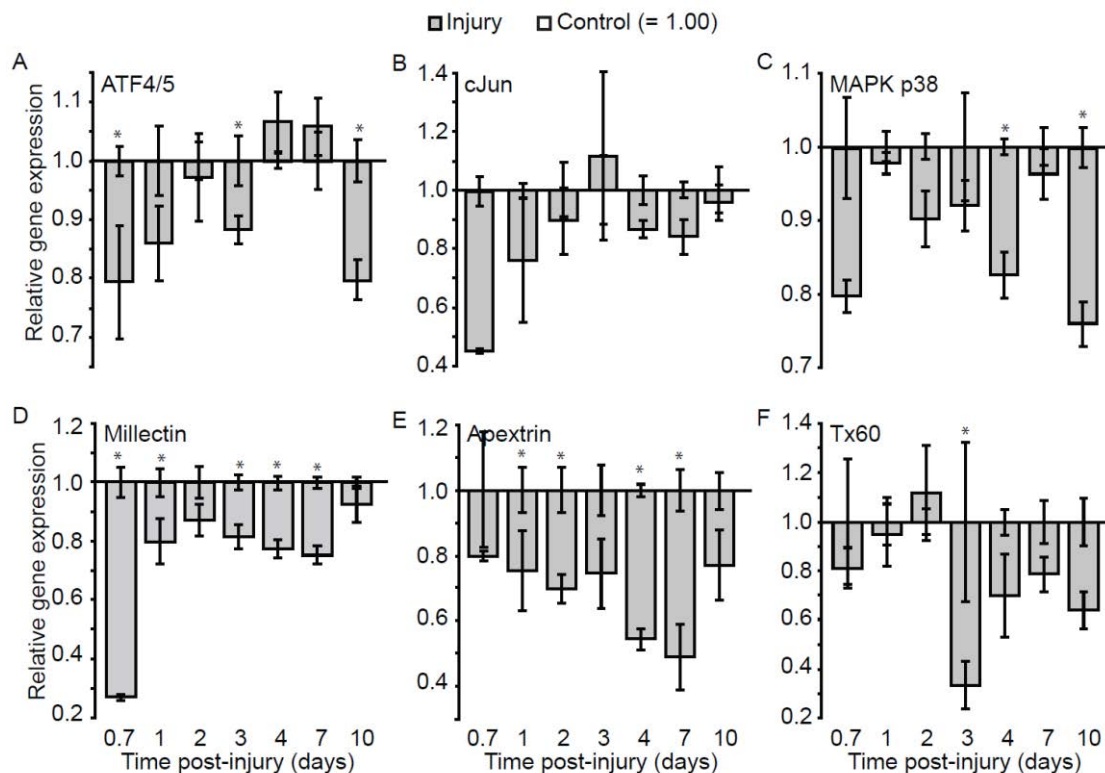 Injury Control (= 1.00)
A ATF4/5
Relative gene expression
1.1
1.0
0.9
0.8
0.7
* * *
B cJun
1.4
1.2
1.0
0.8
0.6
0.4
C MAPK p38
1.1
1.0
0.9
0.8
0.7
* *
D Millectin
Relative gene expression
1.2
1.0
0.8
0.6
0.4
0.2
* * * * *
0.7 1 2 3 4 7 10
Time post-injury (days)
E Apextrin
1.2
1.0
0.8
0.6
0.4
* * * *
0.7 1 2 3 4 7 10
Time post-injury (days)
F Tx60
1.4
1.2
1.0
0.8
0.6
0.4
0.2
*
0.7 1 2 3 4 7 10
Time post-injury (days)